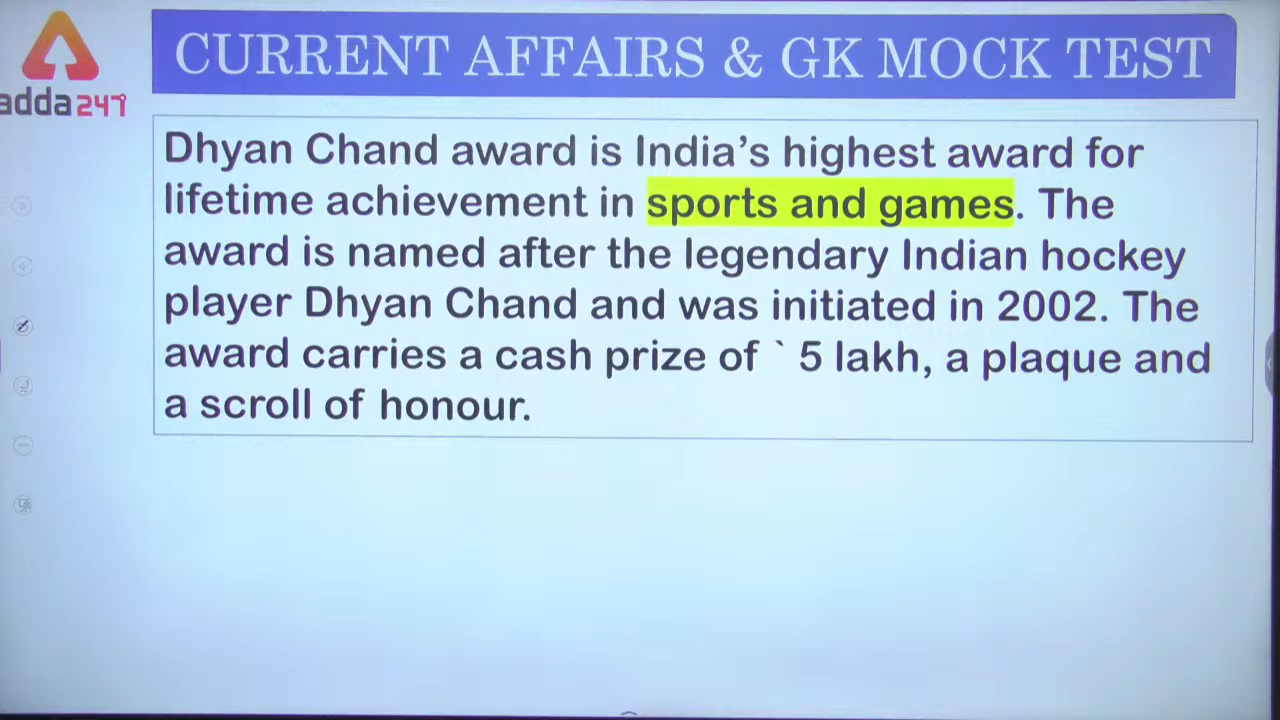 CURRENT AFFAIRS & GK MOCK TEST
adda247
Dhyan Chand award is India’s highest award for
lifetime achievement in sports and games. The
award is named after the legendary Indian hockey
player Dhyan Chand and was initiated in 2002. The
award carries a cash prize of ` 5 lakh, a plaque and
a scroll of honour.